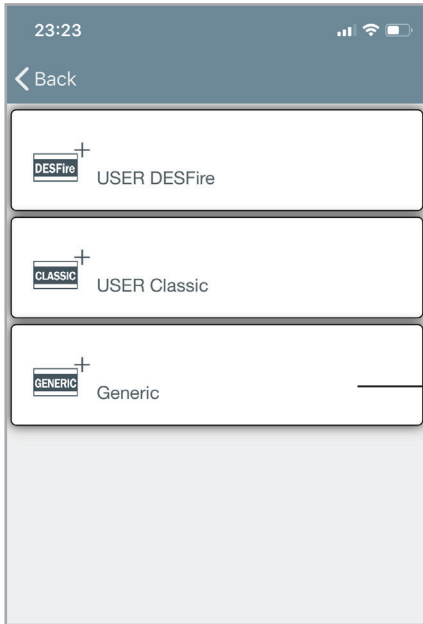 23:23
Back
DESFire
USER DESFire
CLASSIC
USER Classic
GENERIC
Generic